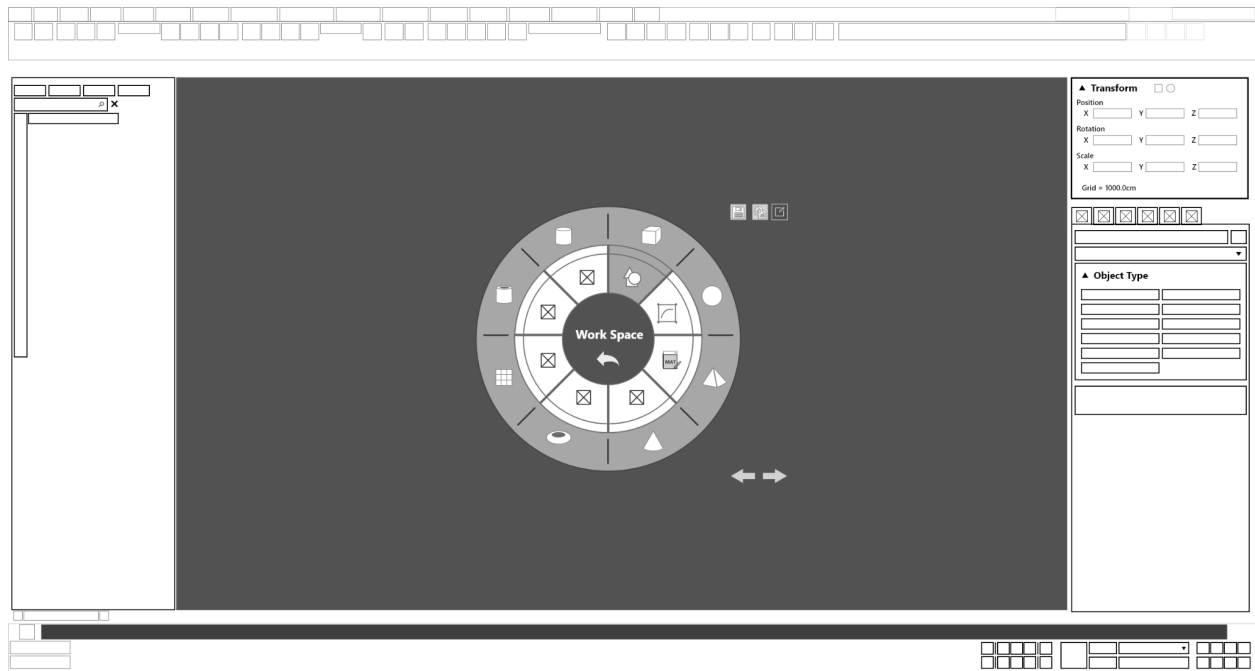 Transform
Position
X Y Z
Rotation
X Y Z
Scale
X Y Z
Grid = 1000.0cm
Object Type
Work Space
MAT